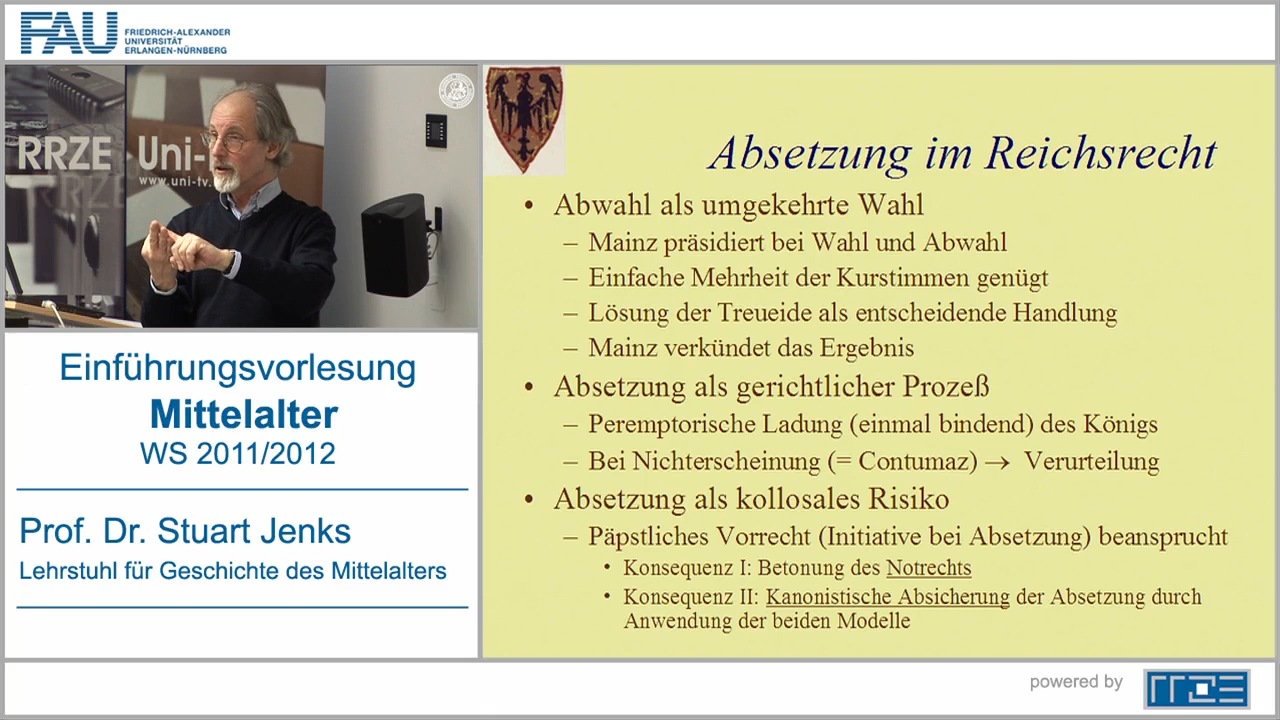 FAU FRIEDRICH-ALEXANDER
UNIVERSITÄT
ERLANGEN-NÜRNBERG
RRZE Uni-
www.uni-tv.
Einführungsvorlesung
Mittelalter
WS 2011/2012
Prof. Dr. Stuart Jenks
Lehrstuhl für Geschichte des Mittelalters
Absetzung im Reichsrecht
• Abwahl als umgekehrte Wahl
– Mainz präsidiert bei Wahl und Abwahl
– Einfache Mehrheit der Kurstimmen genügt
– Lösung der Treueide als entscheidende Handlung
– Mainz verkündet das Ergebnis
• Absetzung als gerichtlicher Prozeß
– Peremptorische Ladung (einmal bindend) des Königs
– Bei Nichterscheinung (= Contumaz) → Verurteilung
• Absetzung als kollosales Risiko
– Päpstliches Vorrecht (Initiative bei Absetzung) beansprucht
• Konsequenz I: Betonung des Notrechts
• Konsequenz II: Kanonistische Absicherung der Absetzung durch
Anwendung der beiden Modelle
powered by
rrze